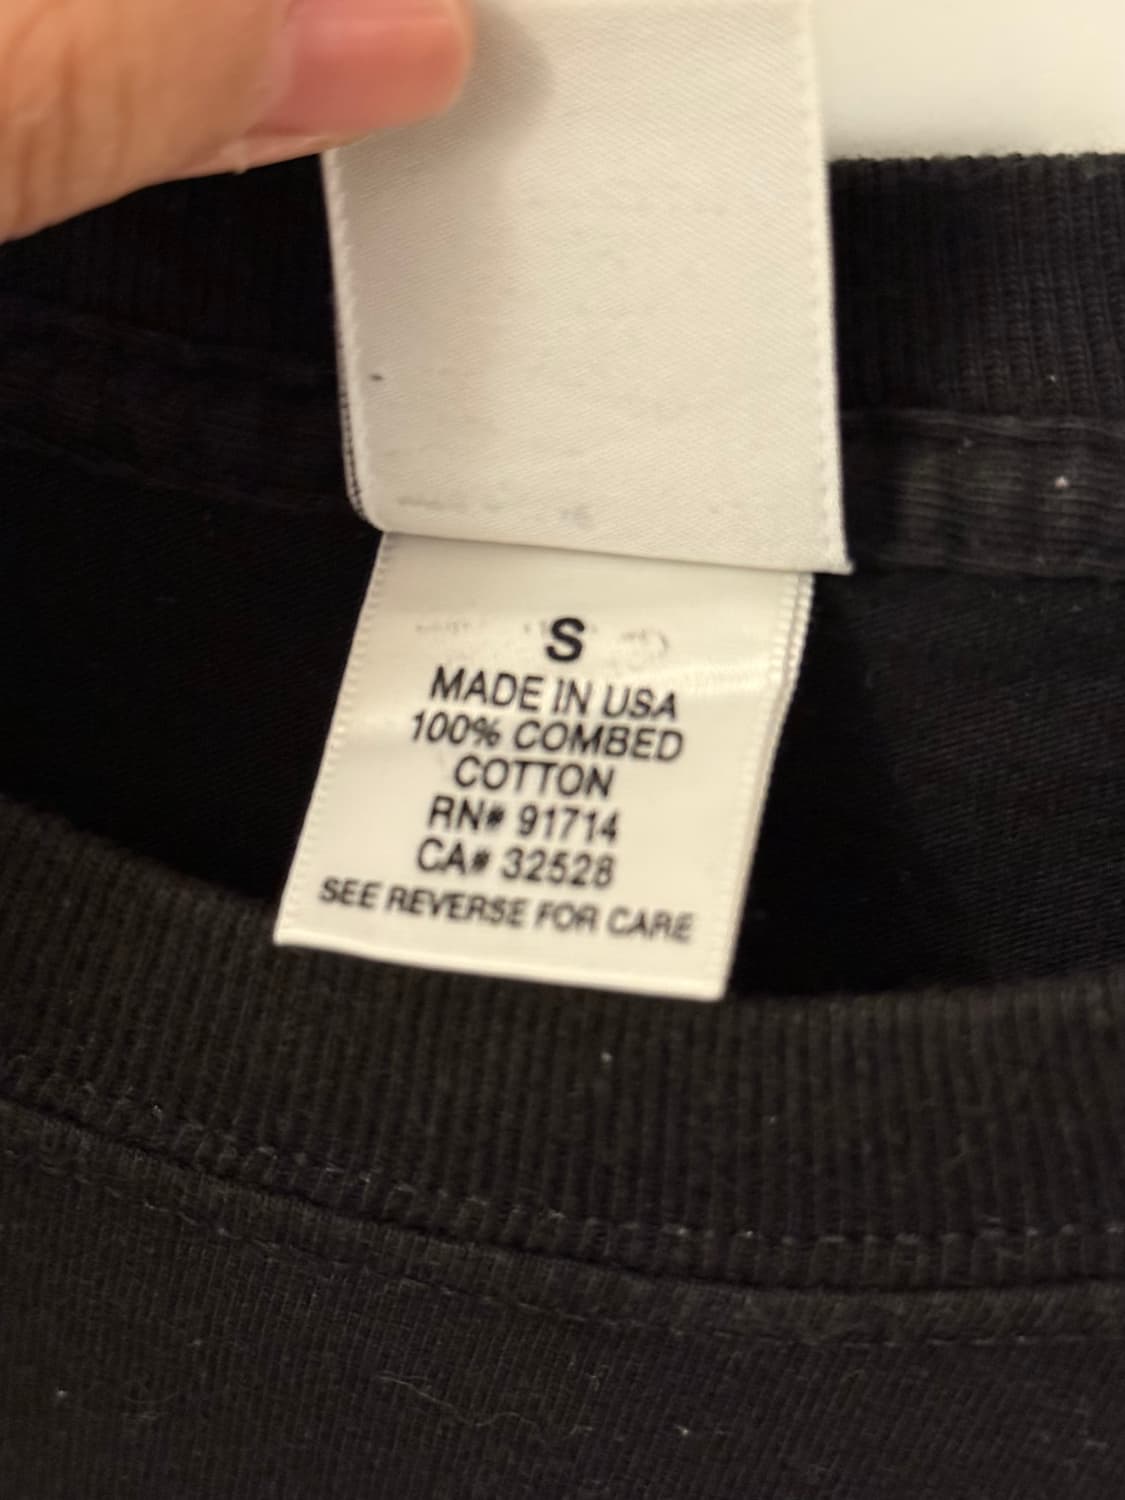 S
MADE IN USA
100% COMBED
COTTON
RN# 91714
CA# 32528
SEE REVERSE FOR CARE